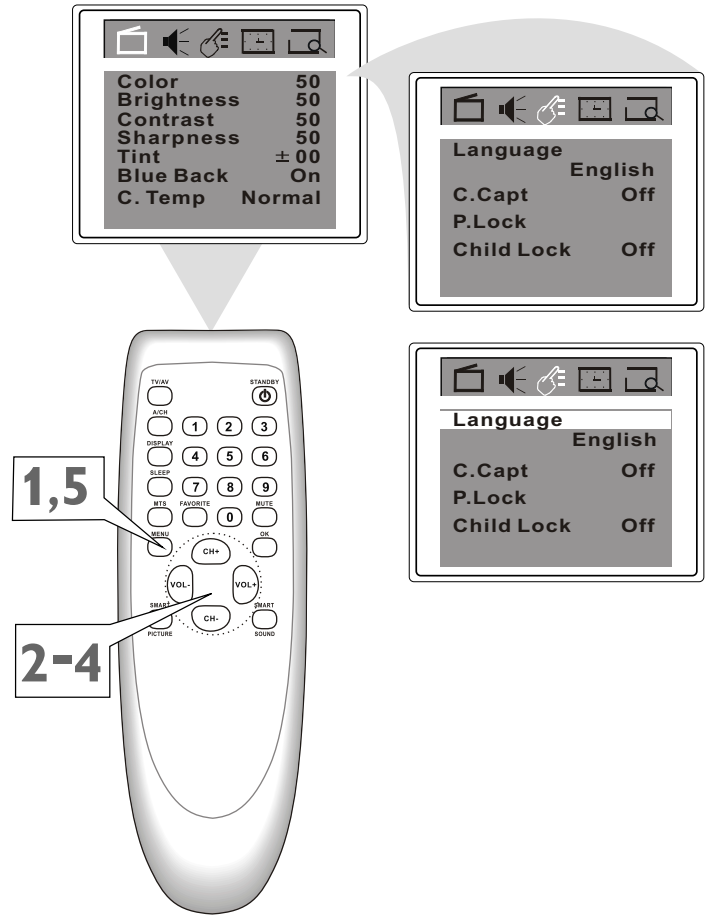 Color 50
Brightness 50
Contrast 50
Sharpness 50
Tint ±00
Blue Back On
C. Temp Normal
Language
English
C.Capt Off
P.Lock
Child Lock Off
Language
English
C.Capt Off
P.Lock
Child Lock Off
TV/AV STANDBY
A/CH
1 2 3
DISPLAY
4 5 6
SLEEP
7 8 9
MTS FAVORITE MUTE
0
MENU OK
CH+
VOL- VOL+
SMART SMART
CH-
PICTURE SOUND
1,5
2-4